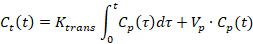 C_t(t) = K_trans ∫_0^t C_p(τ)dτ + V_p · C_p(t)